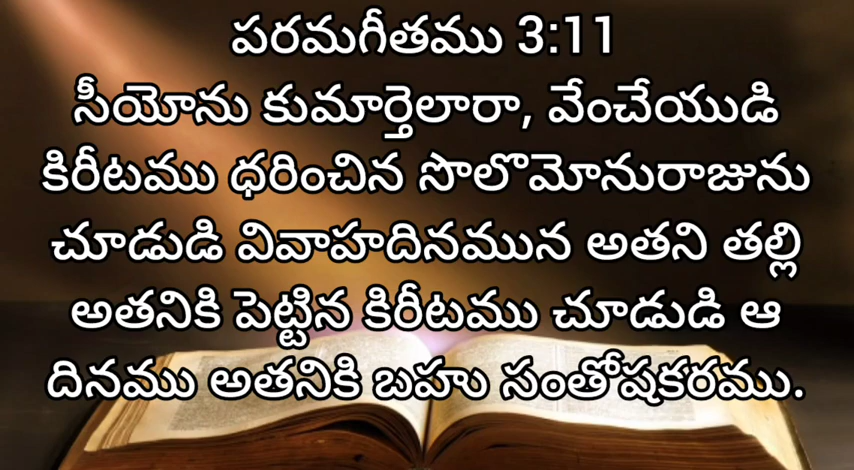 పరమగీతము 3:11
సీయోను కుమార్తెలారా, వేంచేయుడి
కిరీటము ధరించిన సొలొమోనురాజును
చూడుడి వివాహదినమున అతని తల్లి
అతనికి పెట్టిన కిరీటము చూడుడి ఆ
దినము అతనికి బహు సంతోషకరము.